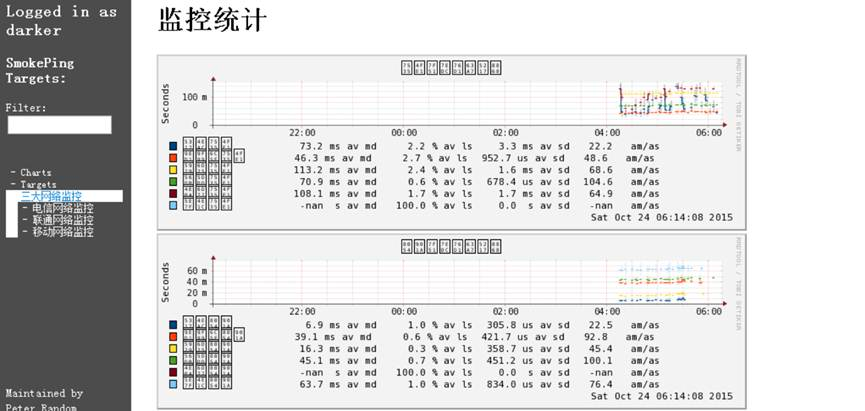 Logged in as
darker
SmokePing
Targets:
Filter:
- Charts
- Targets
三大网络监控
- 电信网络监控
- 联通网络监控
- 移动网络监控
Maintained by
Peter Random
监控统计
Seconds
100 m
0
22:00 00:00 02:00 04:00 06:00
73.2 ms av md 2.2 % av ls 3.3 ms av sd 22.2 am/as
46.3 ms av md 2.7 % av ls 952.7 us av sd 48.6 am/as
113.2 ms av md 2.4 % av ls 1.6 ms av sd 68.6 am/as
70.9 ms av md 0.6 % av ls 678.4 us av sd 104.6 am/as
108.1 ms av md 1.7 % av ls 1.7 ms av sd 64.9 am/as
-nan s av md 100.0 % av ls 0.0 s av sd -nan am/as
Sat Oct 24 06:14:08 2015
RRDTOOL / TOBI OETIKER
Seconds
60 m
40 m
20 m
0
22:00 00:00 02:00 04:00 06:00
6.9 ms av md 1.0 % av ls 305.8 us av sd 22.5 am/as
39.1 ms av md 0.6 % av ls 421.7 us av sd 92.8 am/as
16.3 ms av md 0.3 % av ls 358.7 us av sd 45.4 am/as
45.1 ms av md 0.7 % av ls 451.2 us av sd 100.1 am/as
-nan s av md 100.0 % av ls 0.0 s av sd -nan am/as
63.7 ms av md 1.0 % av ls 834.0 us av sd 76.4 am/as
Sat Oct 24 06:14:08 2015
RRDTOOL / TOBI OETIKER